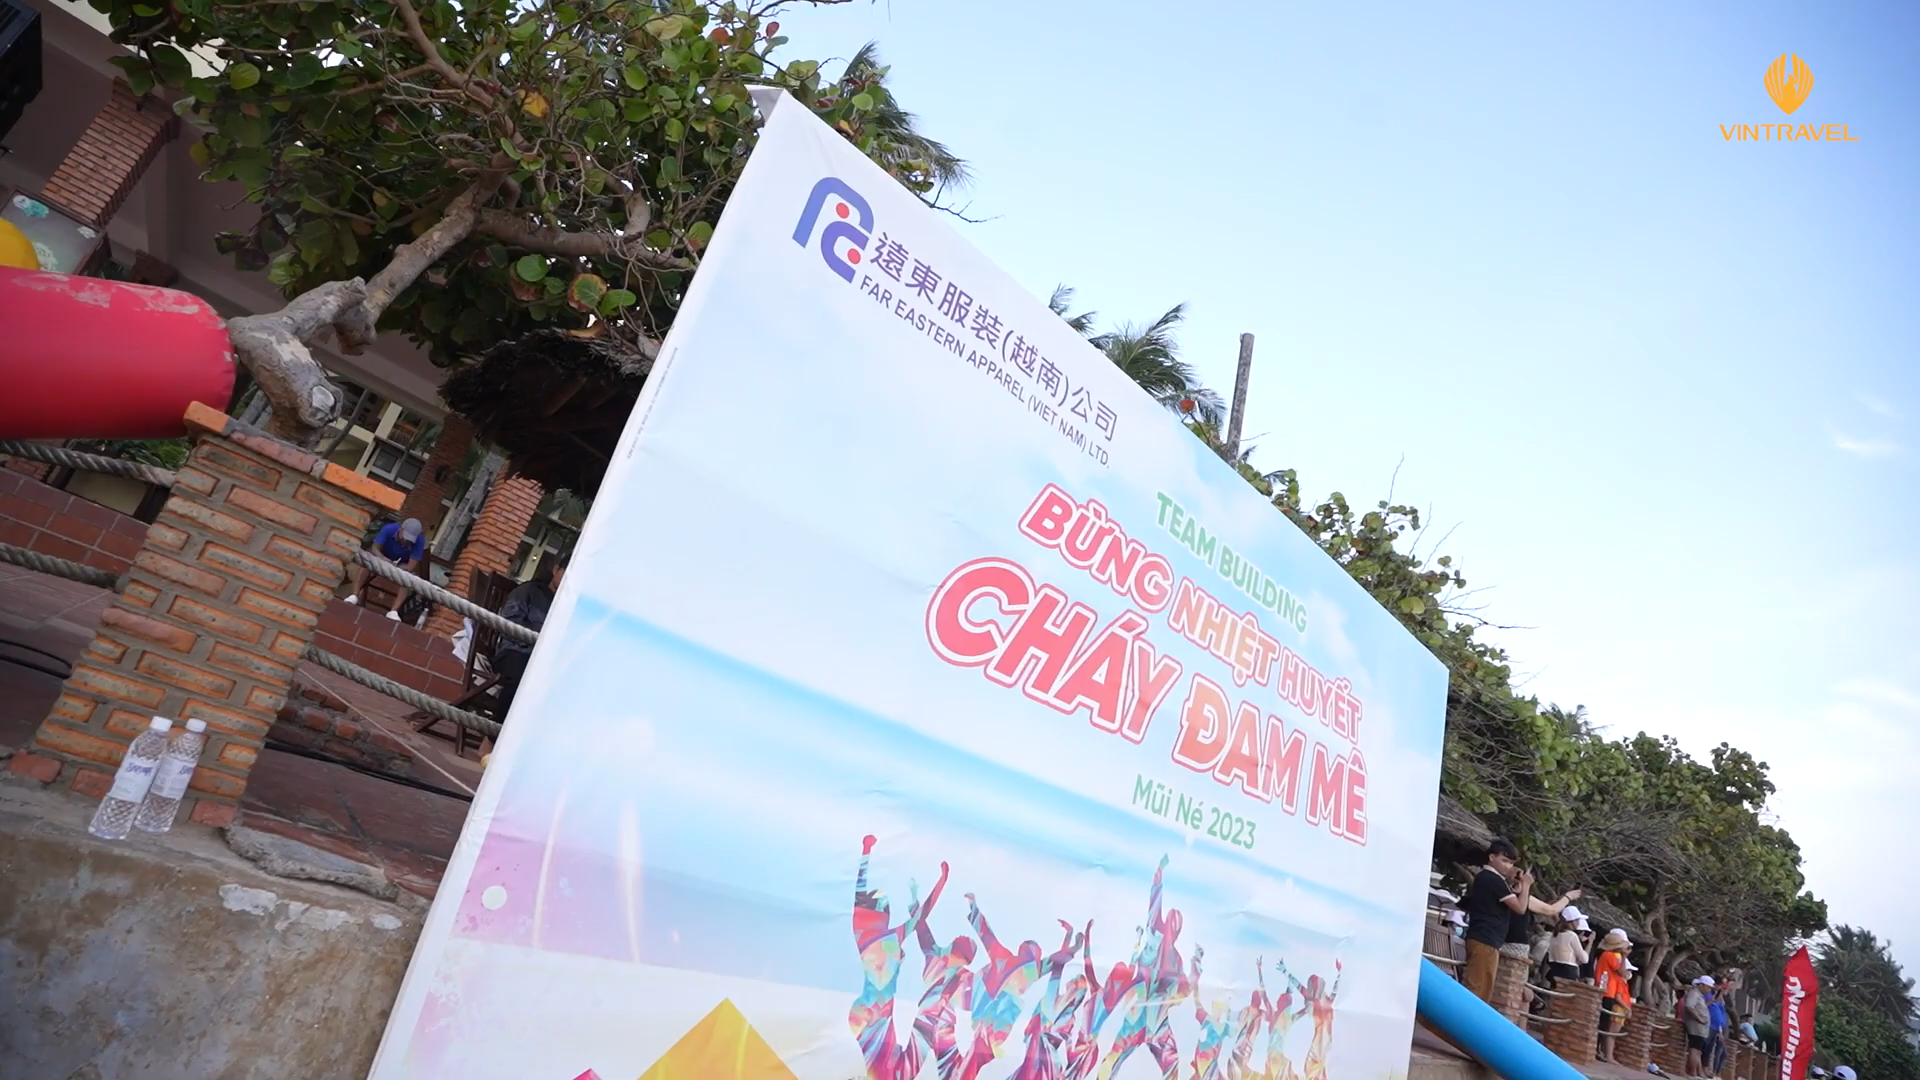 VINTRAVEL
遠東服裝(越南)公司
FAR EASTERN APPAREL (VIET NAM) LTD.
TEAM BUILDING
BỪNG NHIỆT HUYẾT
CHÁY ĐAM MÊ
Mũi Né 2023